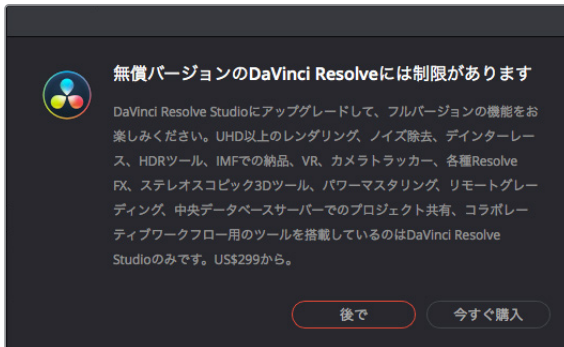 無償バージョンのDaVinci Resolveには制限があります
DaVinci Resolve Studioにアップグレードして、フルバージョンの機能をお
楽しみください。UHD以上のレンダリング、ノイズ除去、デインターレー
ス、HDRツール、IMFでの納品、VR、カメラトラッカー、各種Resolve
FX、ステレオスコピック3Dツール、パワーマスタリング、リモートグレー
ディング、中央データベースサーバーでのプロジェクト共有、コラボレー
ティブワークフロー用のツールを搭載しているのはDaVinci Resolve
Studioのみです。US$299から。
後で 今すぐ購入